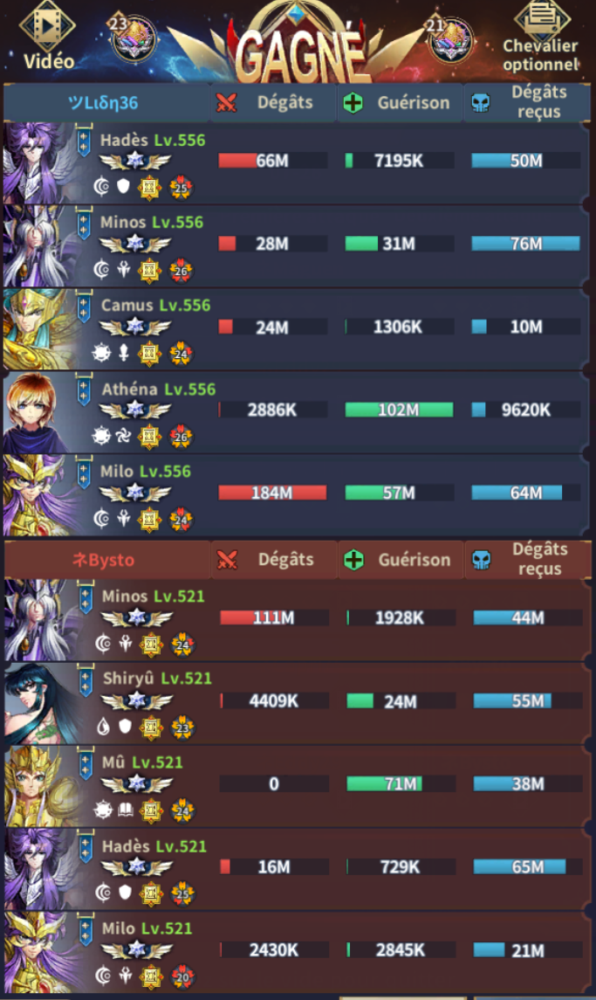 23
21
GAGNÉ
Vidéo
Chevalier
optionnel
ツLιδη36
Dégâts
Guérison
Dégâts
reçus
Hadès Lv.556
66M
7195K
50M
25
Minos Lv.556
28M
31M
76M
26
Camus Lv.556
24M
1306K
10M
24
Athéna Lv.556
2886K
102M
9620K
26
Milo Lv.556
184M
57M
64M
24
ネBysto
Dégâts
Guérison
Dégâts
reçus
Minos Lv.521
111M
1928K
44M
24
Shiryû Lv.521
4409K
24M
55M
23
Mû Lv.521
0
71M
38M
24
Hadès Lv.521
16M
729K
65M
25
Milo Lv.521
2430K
2845K
21M
20